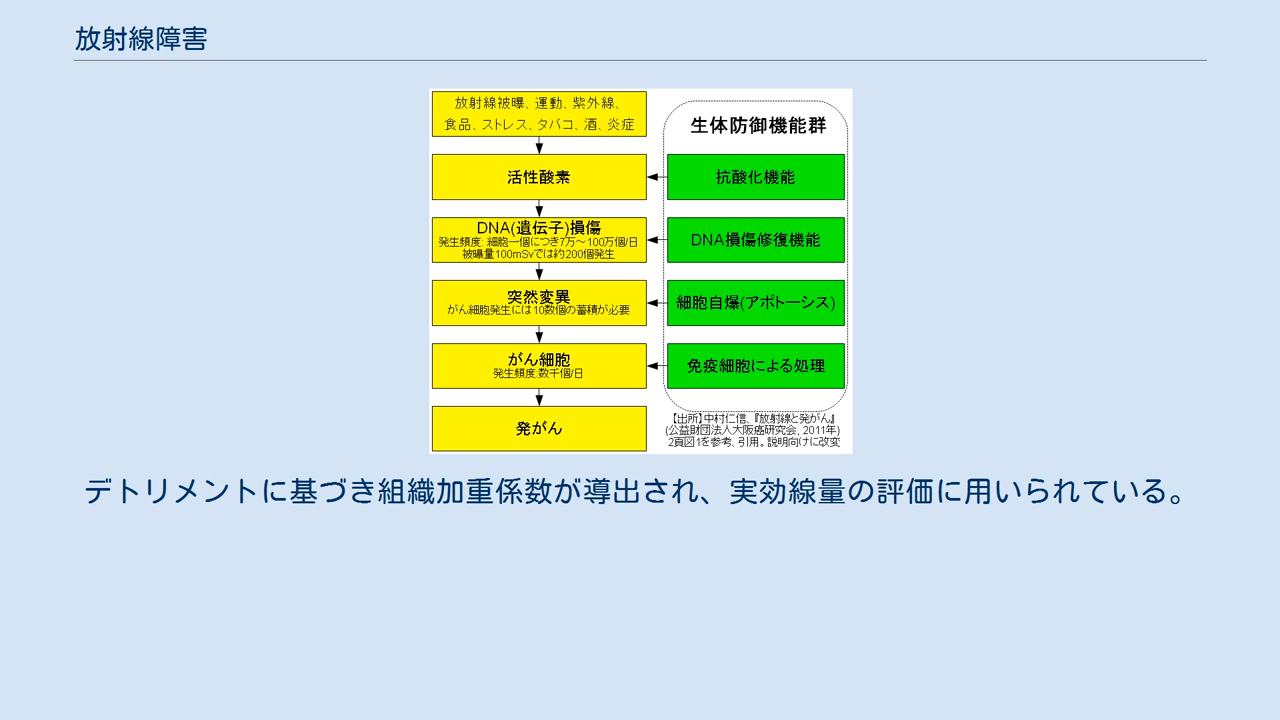 放射線障害
放射線被曝、運動、紫外線、
食品、ストレス、タバコ、酒、炎症
生体防御機能群
活性酸素
抗酸化機能
DNA(遺伝子)損傷
発生頻度: 細胞一個につき7万～100万個/日
被曝量100mSvでは約200個発生
DNA損傷修復機能
突然変異
がん細胞発生には10数個の蓄積が必要
細胞自爆(アポトーシス)
がん細胞
発生頻度:数千個/日
免疫細胞による処理
発がん
【出所】中村仁信、『放射線と発がん』
(公益財団法人大阪癌研究会, 2011年)
2頁図1を参考、引用。説明向けに改変
デトリメントに基づき組織加重係数が導出され、実効線量の評価に用いられている。